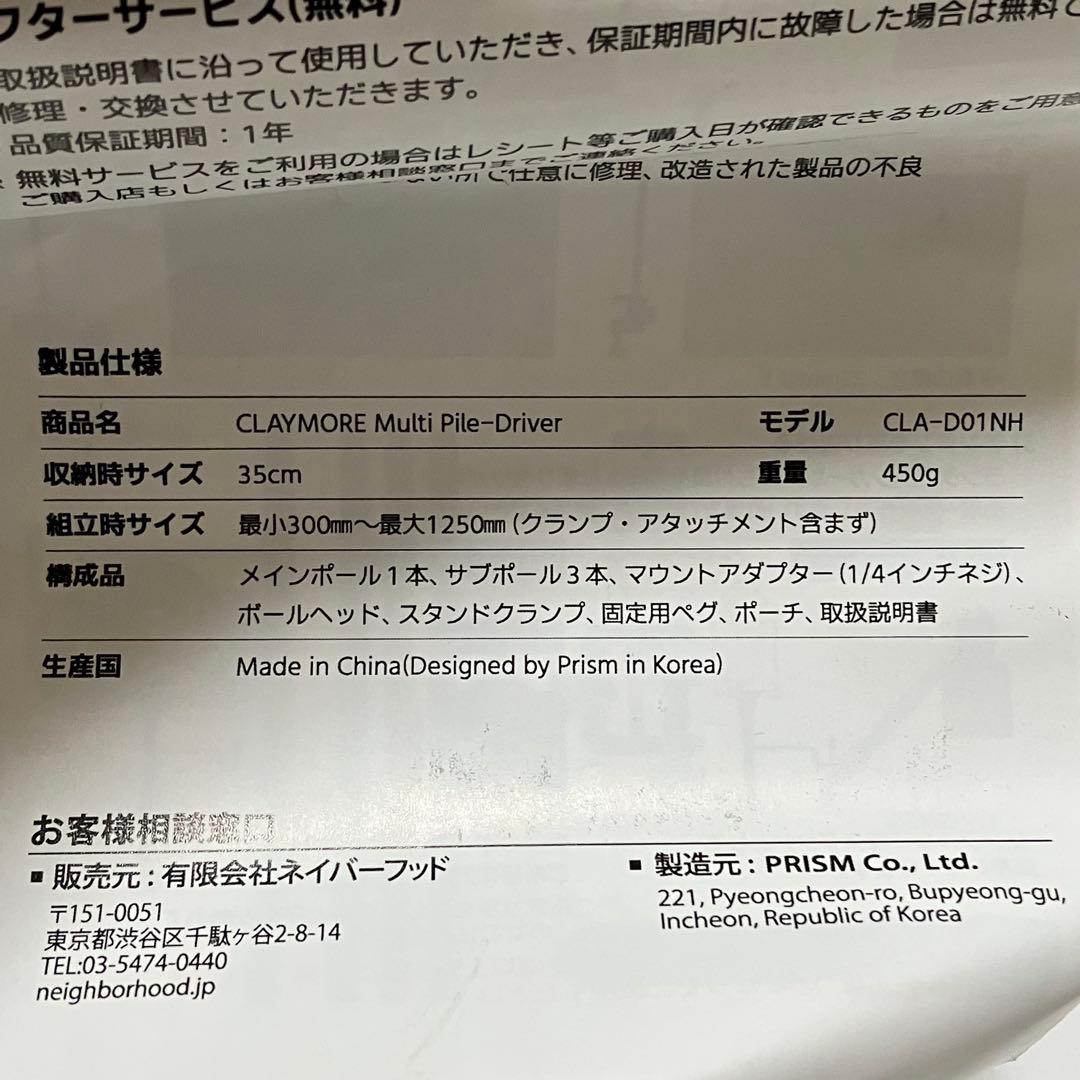 フターサービス(無料)
取扱説明書に沿って使用していただき、保証期間内に故障した場合は無料で
修理・交換させていただきます。
品質保証期間：1年
無料サービスをご利用の場合はレシート等ご購入日が確認できるものをご用意
ご購入店もしくはお客様相談窓口までご連絡ください。
で任意に修理、改造された製品の不良
製品仕様
商品名 CLAYMORE Multi Pile-Driver モデル CLA-D01NH
収納時サイズ 35cm 重量 450g
組立時サイズ 最小300㎜〜最大1250㎜（クランプ・アタッチメント含まず）
構成品 メインポール１本、サブポール３本、マウントアダプター（1/4インチネジ）、
ボールヘッド、スタンドクランプ、固定用ペグ、ポーチ、取扱説明書
生産国 Made in China(Designed by Prism in Korea)
お客様相談窓口
■ 販売元：有限会社ネイバーフッド
〒151-0051
東京都渋谷区千駄ヶ谷2-8-14
TEL:03-5474-0440
neighborhood.jp
■ 製造元：PRISM Co., Ltd.
221, Pyeongcheon-ro, Bupyeong-gu,
Incheon, Republic of Korea